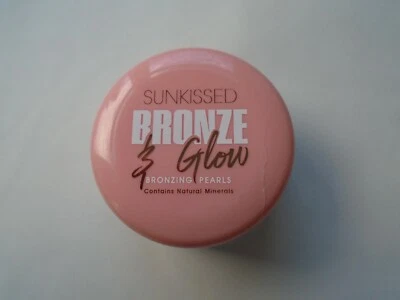 SUNKISSED
BRONZE
& Glow
BRONZING PEARLS
Contains Natural Minerals